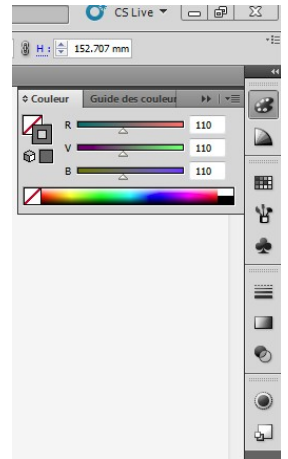 CS Live
H : 152.707 mm
Couleur Guide des couleur
R 110
V 110
B 110